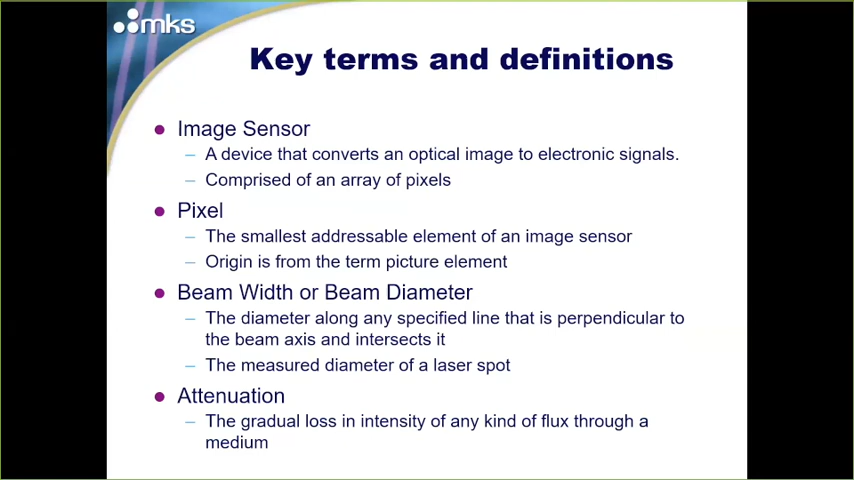 mks
Key terms and definitions
● Image Sensor
– A device that converts an optical image to electronic signals.
– Comprised of an array of pixels
● Pixel
– The smallest addressable element of an image sensor
– Origin is from the term picture element
● Beam Width or Beam Diameter
– The diameter along any specified line that is perpendicular to
the beam axis and intersects it
– The measured diameter of a laser spot
● Attenuation
– The gradual loss in intensity of any kind of flux through a
medium